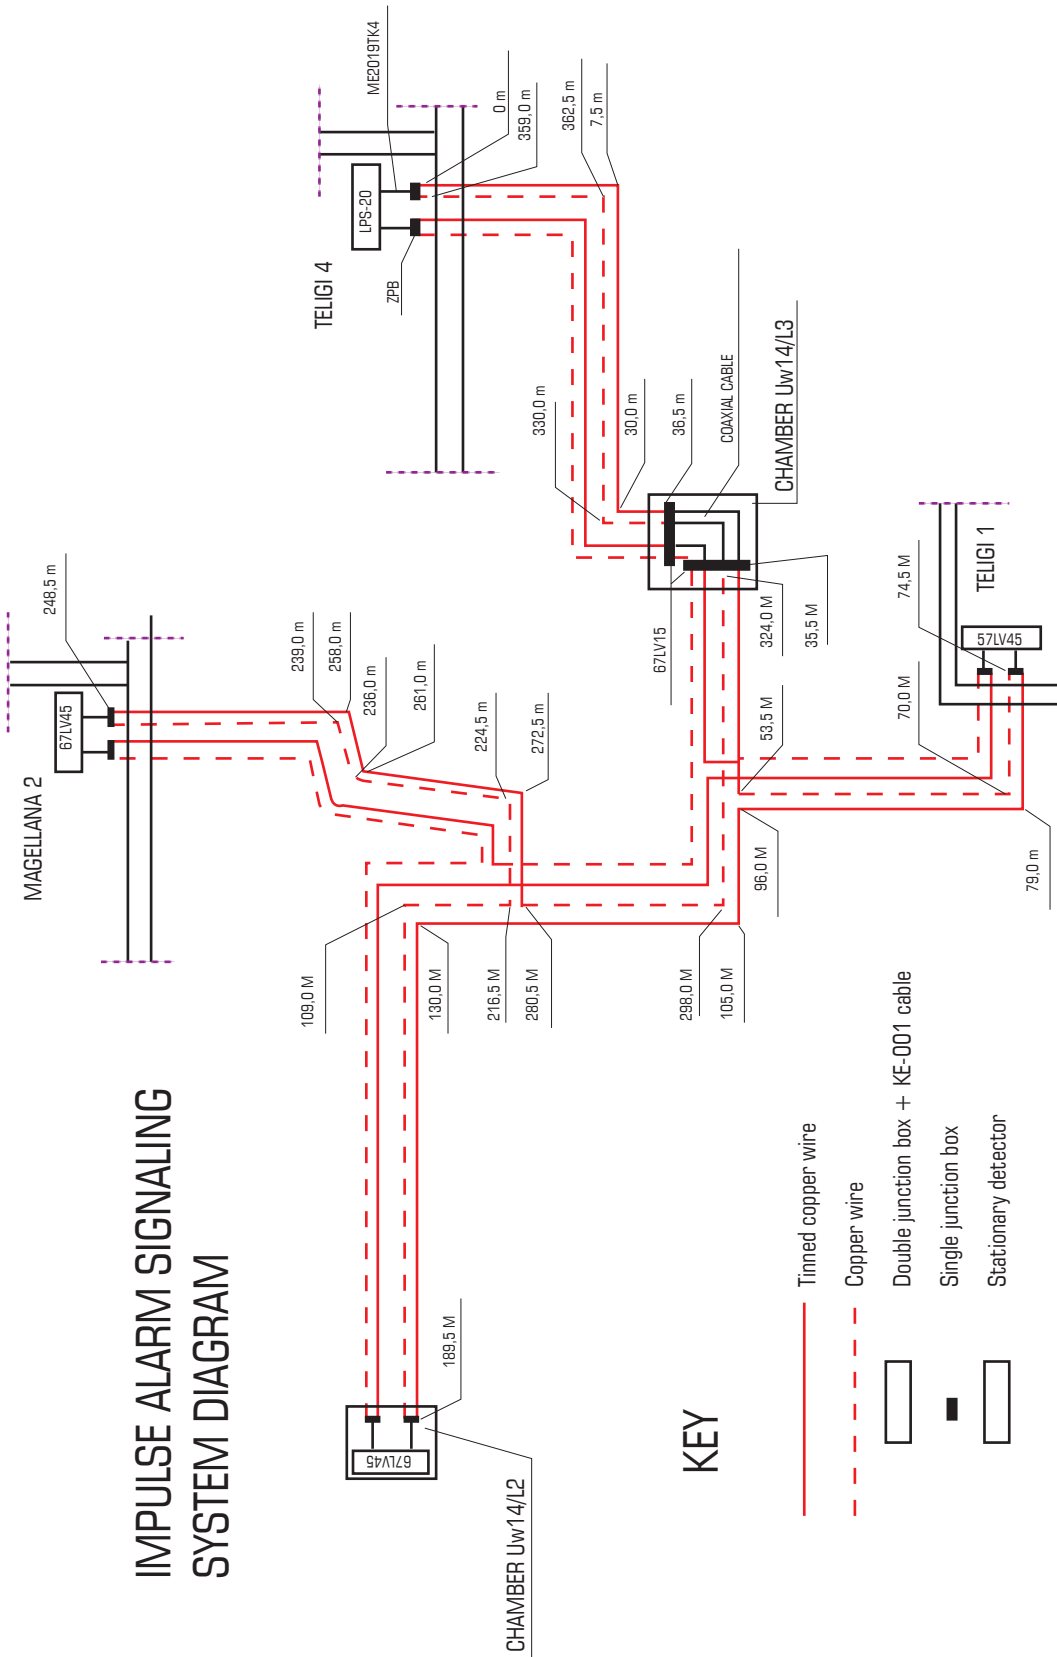 IMPULSE ALARM SIGNALING
SYSTEM DIAGRAM
MAGELLANA 2
67LV45
248,5 m
239,0 m
258,0 m
236,0 m
261,0 m
224,5 m
272,5 m
109,0 M
130,0 M
216,5 M
280,5 M
298,0 M
105,0 M
CHAMBER Uw14/L2
67LV45
189,5 M
TELIGI 4
LPS-20
ZPB
ME2019TK4
0 m
359,0 m
362,5 m
7,5 m
330,0 m
30,0 m
36,5 m
COAXIAL CABLE
CHAMBER Uw14/L3
67LV15
324,0 M
35,5 M
53,5 M
96,0 M
70,0 M
74,5 M
79,0 m
TELIGI 1
57LV45
KEY
Tinned copper wire
Copper wire
Double junction box + KE-001 cable
Single junction box
Stationary detector